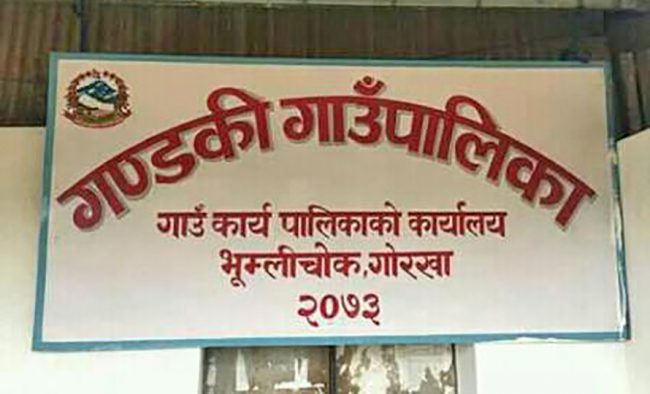 गण्डकी गाउँपालिका
गाउँ कार्य पालिकाको कार्यालय
भूम्लीचोक,गोरखा
२०७३